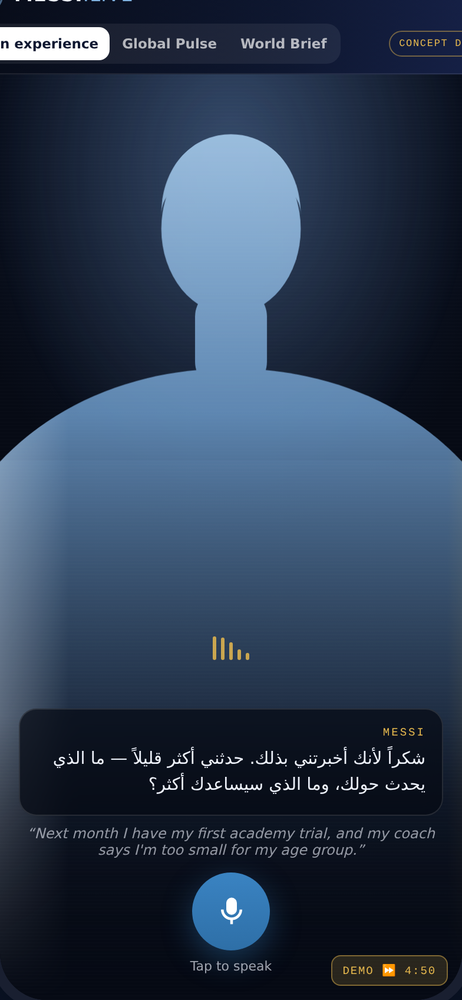 n experience
Global Pulse
World Brief
CONCEPT D
MESSI
شكراً لأنك أخبرتني بذلك. حدثني أكثر قليلاً — ما الذي
يحدث حولك، وما الذي سيساعدك أكثر؟
“Next month I have my first academy trial, and my coach
says I'm too small for my age group.”
Tap to speak
DEMO ⏩ 4:50